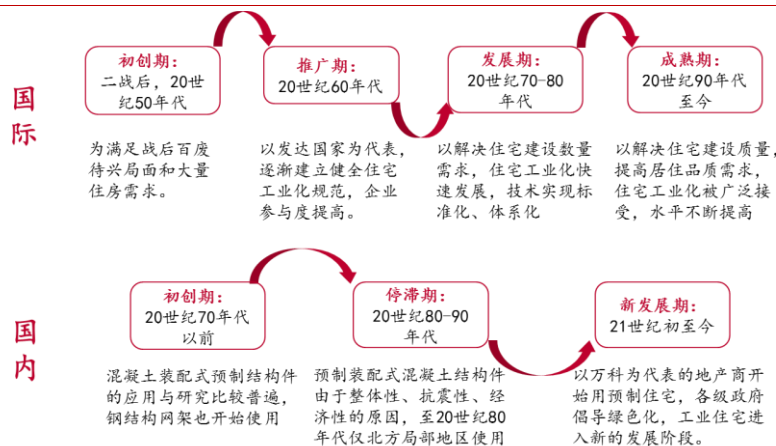 国
际
初创期：
二战后，20世
纪50年代
为满足战后百废
待兴局面和大量
住房需求。
推广期：
20世纪60年代
以发达国家为代表，
逐渐建立健全住宅
工业化规范，企业
参与度提高。
发展期：
20世纪70-80
年代
以解决住宅建设数量
需求，住宅工业化快
速发展，技术实现标
准化、体系化
成熟期：
20世纪90年代
至今
以解决住宅建设质量，
提高居住品质需求，
住宅工业化被广泛接
受，水平不断提高
国
内
初创期：
20世纪70年代
以前
混凝土装配式预制结构件
的应用与研究比较普遍，
钢结构网架也开始使用
停滞期：
20世纪80-90
年代
预制装配式混凝土结构件
由于整体性、抗震性、经
济性的原因，至20世纪80
年代仅北方局部地区使用
新发展期：
21世纪初至今
以万科为代表的地产商开
始用预制住宅，各级政府
倡导绿色化，工业住宅进
入新的发展阶段。